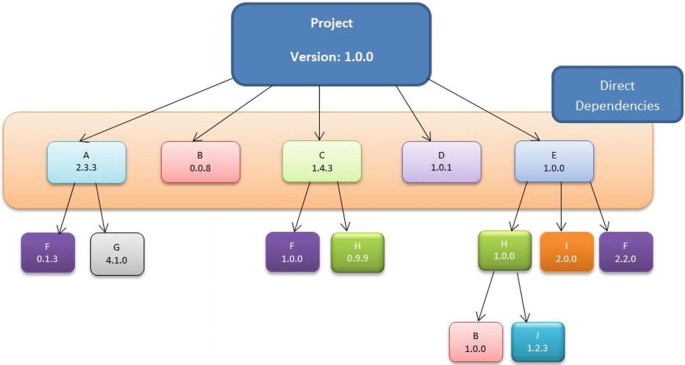 Project
Version: 1.0.0
Direct
Dependencies
A
2.3.3
B
0.0.8
C
1.4.3
D
1.0.1
E
1.0.0
F
0.1.3
G
4.1.0
F
1.0.0
H
0.9.9
H
1.0.0
I
2.0.0
F
2.2.0
B
1.0.0
J
1.2.3